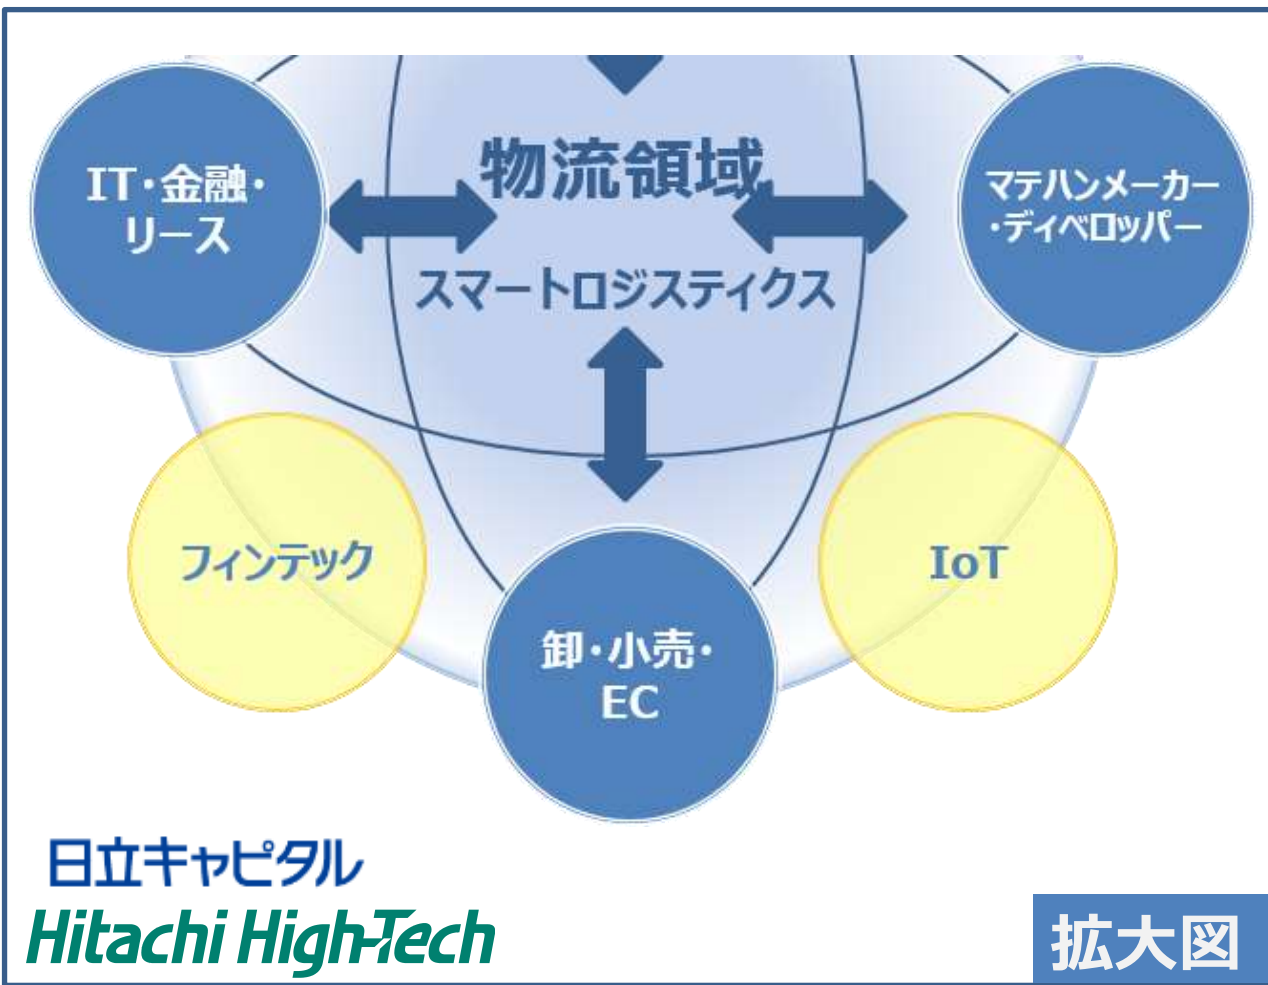 物流領域
IT・金融・
リース
マテハンメーカー
・ディベロッパー
スマートロジスティクス
フィンテック
IoT
卸・小売・
EC
日立キャピタル
Hitachi High-Tech
拡大図